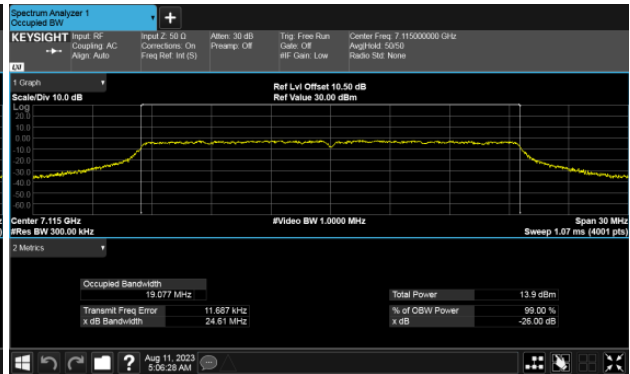 Spectrum Analyzer 1
Occupied BW
+
KEYSIGHT Input: RF Input Z: 50 Ω Atten: 30 dB Trig: Free Run Center Freq: 7.115000000 GHz
Coupling: AC Corrections: On Preamp: Off Gate: Off Avg|Hold: 50/50
Align: Auto Freq Ref: Int (S) #IF Gain: Low Radio Std: None
LXI
1 Graph
Ref Lvl Offset 10.50 dB
Scale/Div 10.0 dB Ref Value 30.00 dBm
Log
20.0
10.0
0.00
-10.0
-20.0
-30.0
-40.0
-50.0
-60.0
Center 7.115 GHz #Video BW 1.0000 MHz Span 30 MHz
#Res BW 300.00 kHz Sweep 1.07 ms (4001 pts)
2 Metrics
Occupied Bandwidth
19.077 MHz Total Power 13.9 dBm
Transmit Freq Error 11.687 kHz % of OBW Power 99.00 %
x dB Bandwidth 24.61 MHz x dB -26.00 dB
? Aug 11, 2023
5:06:28 AM